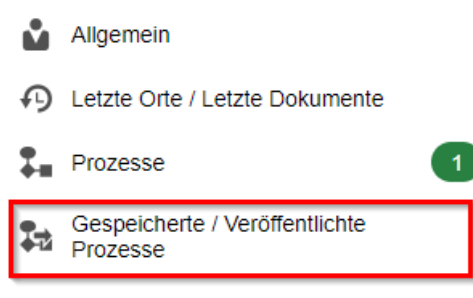 Allgemein
Letzte Orte / Letzte Dokumente
Prozesse 1
Gespeicherte / Veröffentlichte
Prozesse